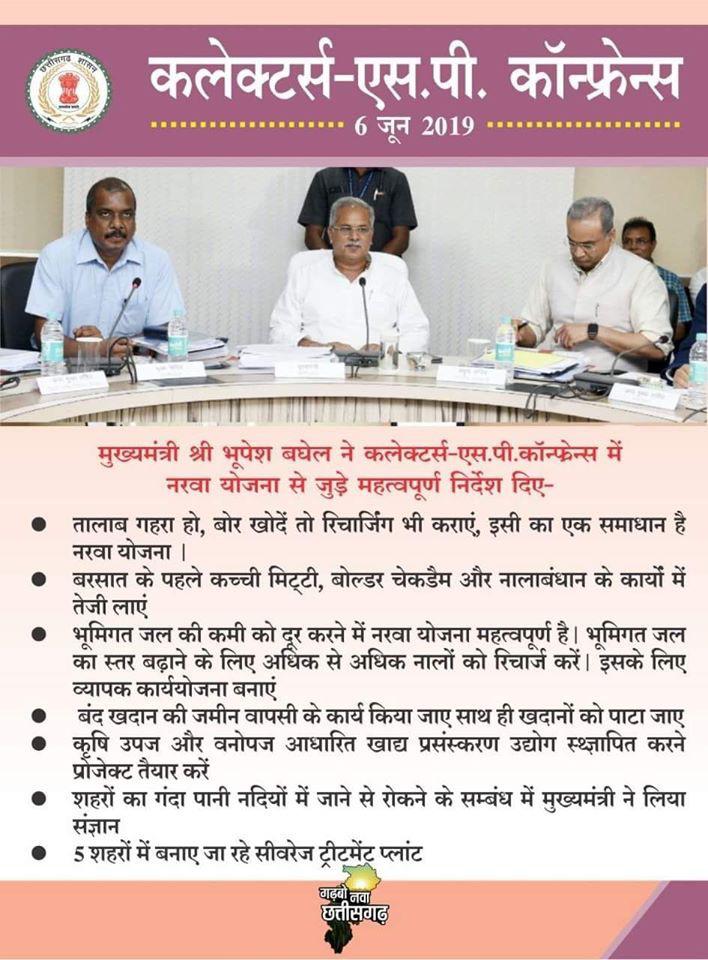 छत्तीसगढ़ शासन
कलेक्टर्स-एस.पी. कॉन्फ्रेन्स
6 जून 2019
मुख्यमंत्री श्री भूपेश बघेल ने कलेक्टर्स-एस.पी.कॉन्फ्रेन्स में
नरवा योजना से जुड़े महत्वपूर्ण निर्देश दिए-
● तालाब गहरा हो, बोर खोदें तो रिचार्जिंग भी कराएं, इसी का एक समाधान है
नरवा योजना |
● बरसात के पहले कच्ची मिट्टी, बोल्डर चेकडैम और नालाबंधान के कार्यों में
तेजी लाएं
● भूमिगत जल की कमी को दूर करने में नरवा योजना महत्वपूर्ण है| भूमिगत जल
का स्तर बढ़ाने के लिए अधिक से अधिक नालों को रिचार्ज करें| इसके लिए
व्यापक कार्ययोजना बनाएं
● बंद खदान की जमीन वापसी के कार्य किया जाए साथ ही खदानों को पाटा जाए
● कृषि उपज और वनोपज आधारित खाद्य प्रसंस्करण उद्योग स्थ्ज्ञापित करने
प्रोजेक्ट तैयार करें
● शहरों का गंदा पानी नदियों में जाने से रोकने के सम्बंध में मुख्यमंत्री ने लिया
संज्ञान
● 5 शहरों में बनाए जा रहे सीवरेज ट्रीटमेंट प्लांट
गढ़बो नवा
छत्तीसगढ़